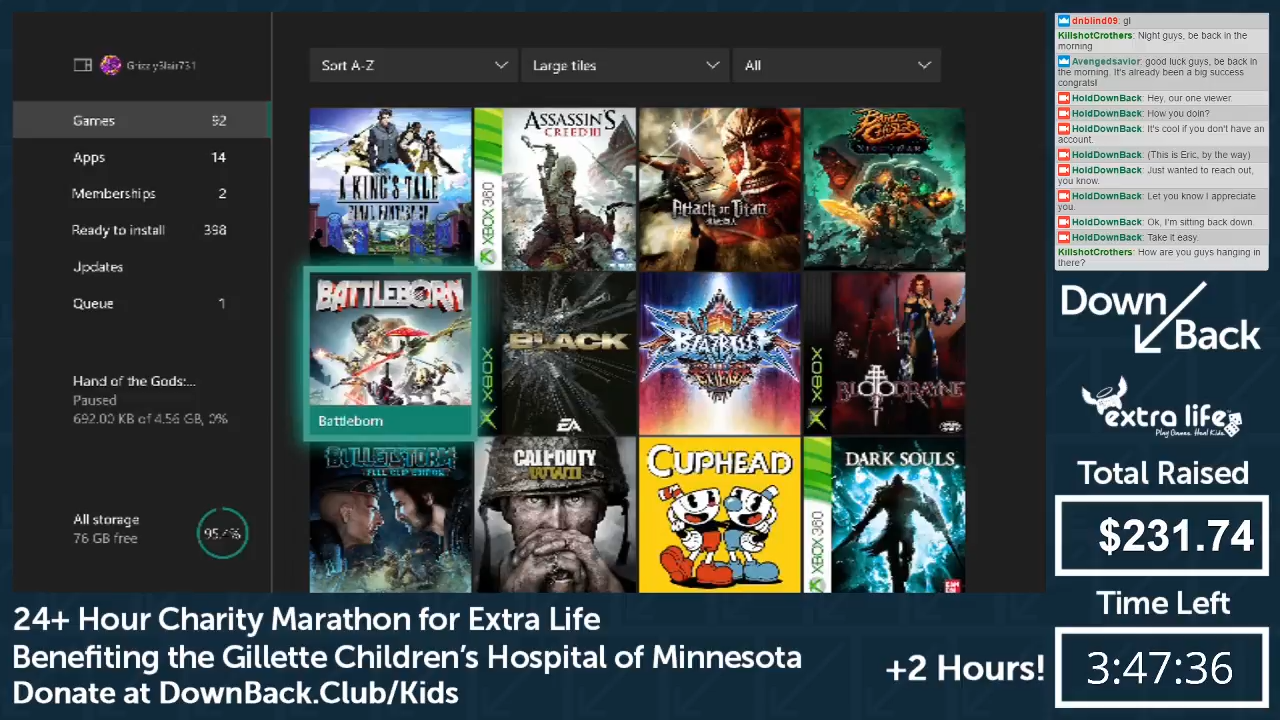 Grizzy3lair731
Games 92
Apps 14
Memberships 2
Ready to install 398
Updates
Queue 1
Hand of the Gods:...
Paused
692.00 KB of 4.56 GB, 0%
All storage
76 GB free
Sort A-Z
Large tiles
All
A KING'S TALE
FINAL FANTASY XV
XBOX 360
ASSASSIN'S
CREED III
Attack on Titan
BATTLE
CHASERS
NIGHTWAR
BATTLEBORN
Battleborn
XBOX
BLACK
EA
BLAZBLUE
XBOX
BLOODRAYNE
BULLETSTORM
FULL CLIP EDITION
CALL OF DUTY
WWII
CUPHEAD
XBOX 360
DARK SOULS
dnblind09: gl
KillshotCrothers: Night guys, be back in the
morning
Avengedsavior: good luck guys, be back in
the morning. It's already been a big success
congrats!
HoldDownBack: Hey, our one viewer.
HoldDownBack: How you doin?
HoldDownBack: It's cool if you don't have an
account.
HoldDownBack: (This is Eric, by the way)
HoldDownBack: Just wanted to reach out,
you know.
HoldDownBack: Let you know I appreciate
you.
HoldDownBack: Ok, I'm sitting back down
HoldDownBack: Take it easy.
KillshotCrothers: How are you guys hanging in
there?
Down
Back
extra life
Play Games. Heal Kids.
Total Raised
$231.74
Time Left
3:47:36
24+ Hour Charity Marathon for Extra Life
Benefiting the Gillette Children's Hospital of Minnesota
Donate at DownBack.Club/Kids
+2 Hours!